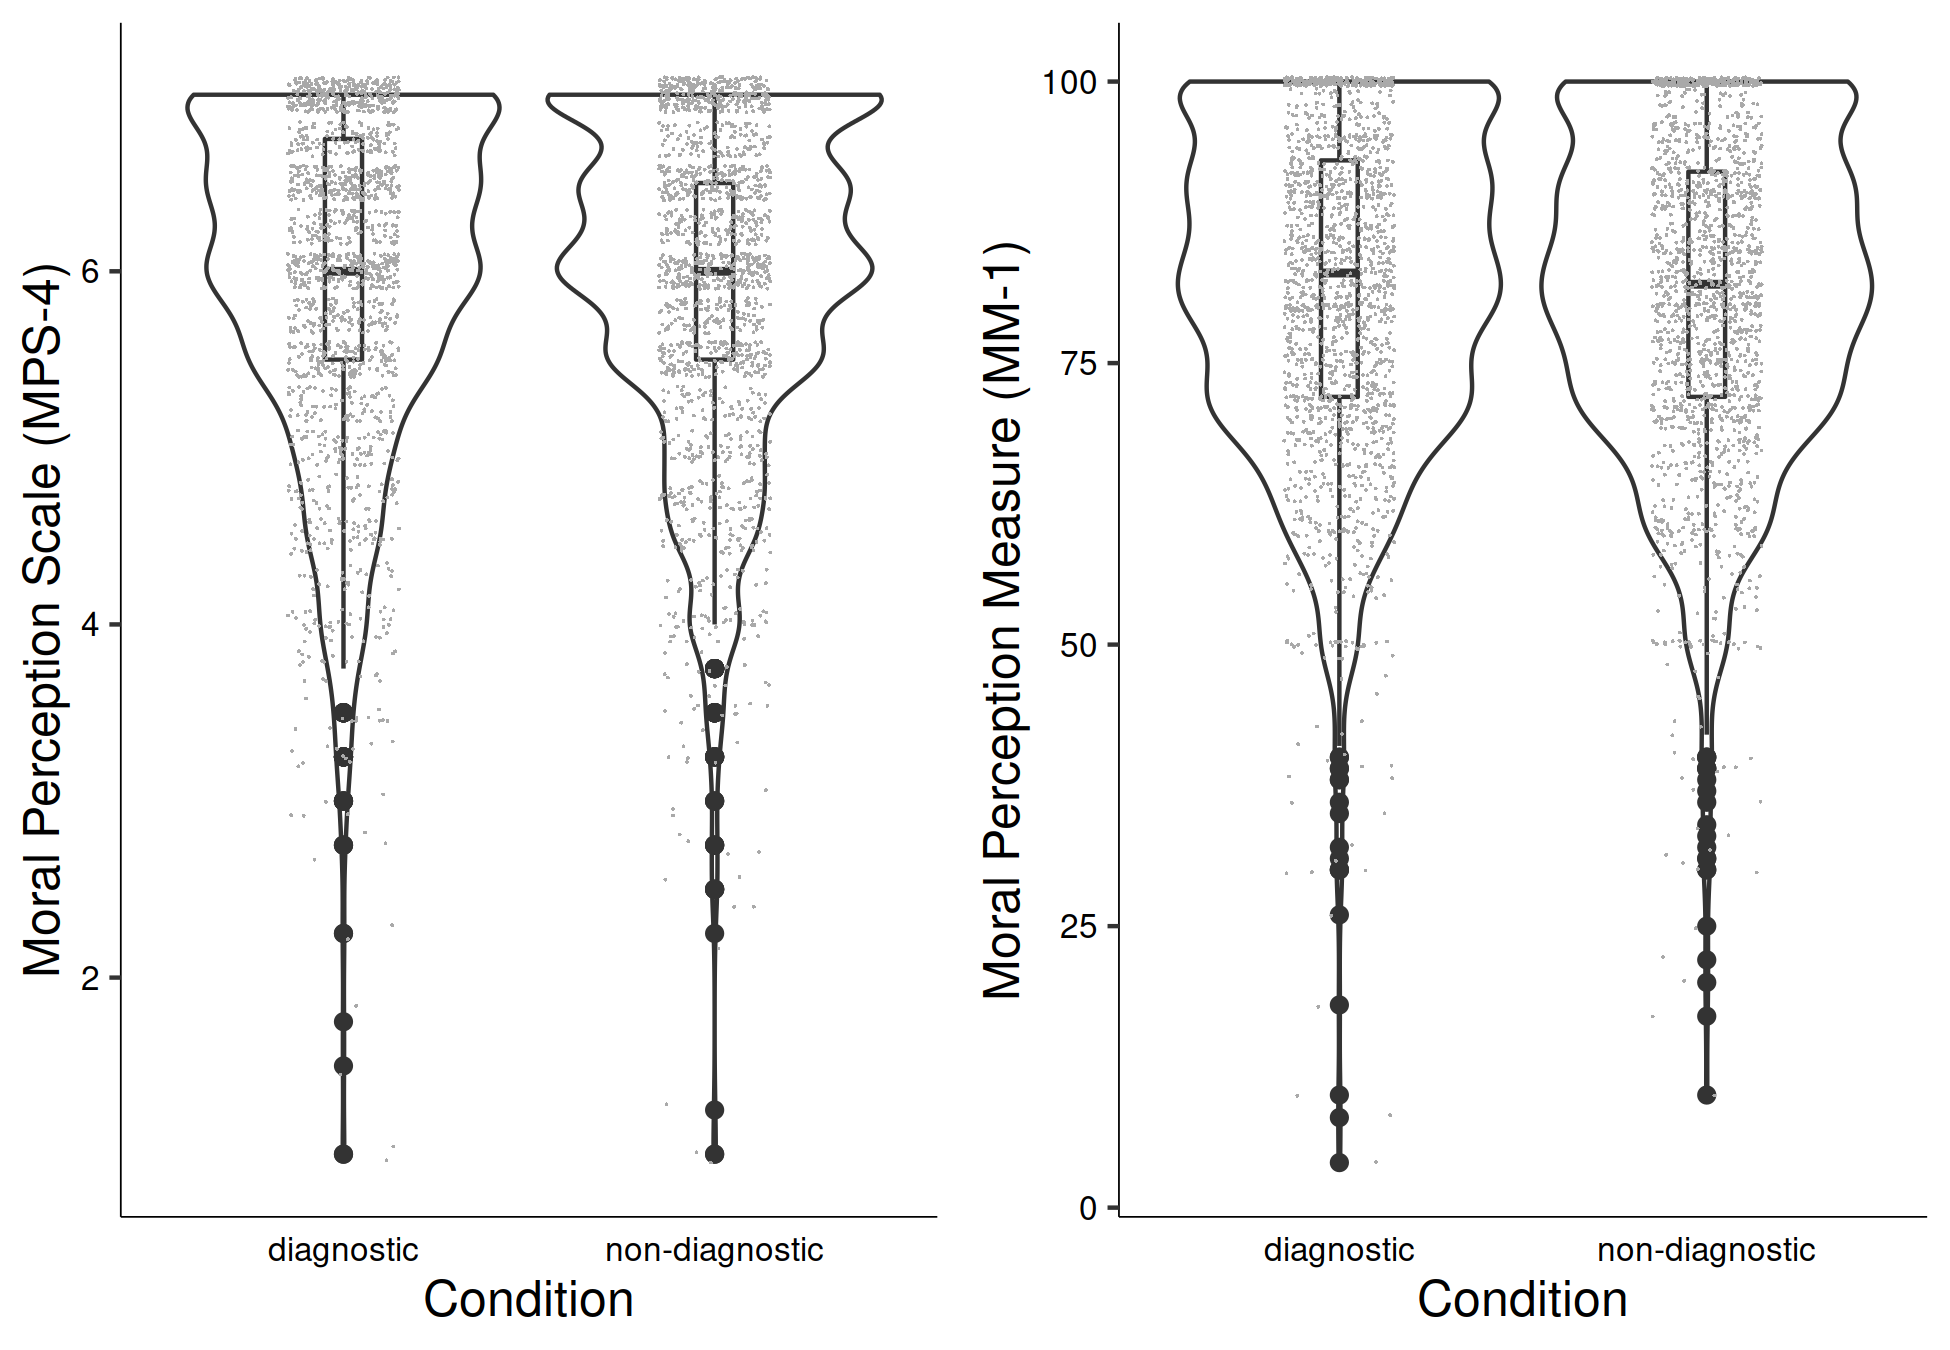 Moral Perception Scale (MPS-4)
6
4
2
diagnostic
non-diagnostic
Condition
Moral Perception Measure (MM-1)
100
75
50
25
0
diagnostic
non-diagnostic
Condition